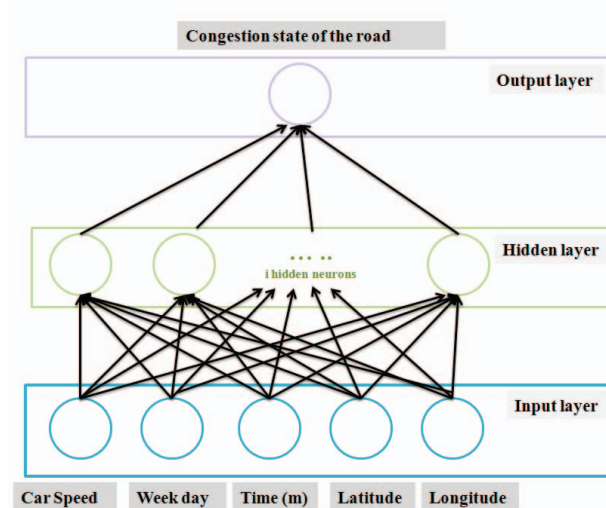 Congestion state of the road
Output layer
Hidden layer
... ..
i hidden neurons
Input layer
Car Speed Week day Time (m) Latitude Longitude